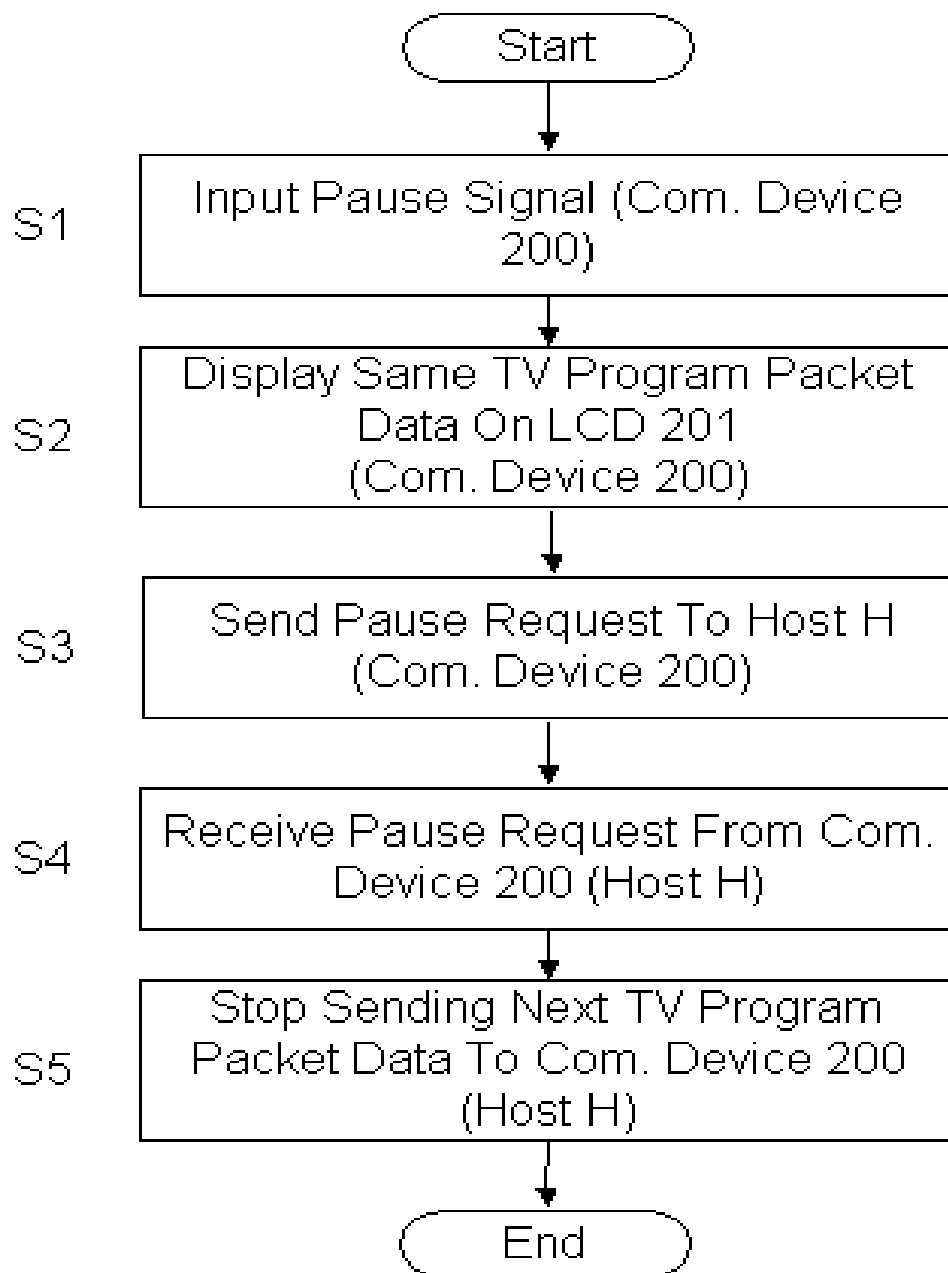 Start
S1
Input Pause Signal (Com. Device
200)
S2
Display Same TV Program Packet
Data On LCD 201
(Com. Device 200)
S3
Send Pause Request To Host H
(Com. Device 200)
S4
Receive Pause Request From Com.
Device 200 (Host H)
S5
Stop Sending Next TV Program
Packet Data To Com. Device 200
(Host H)
End